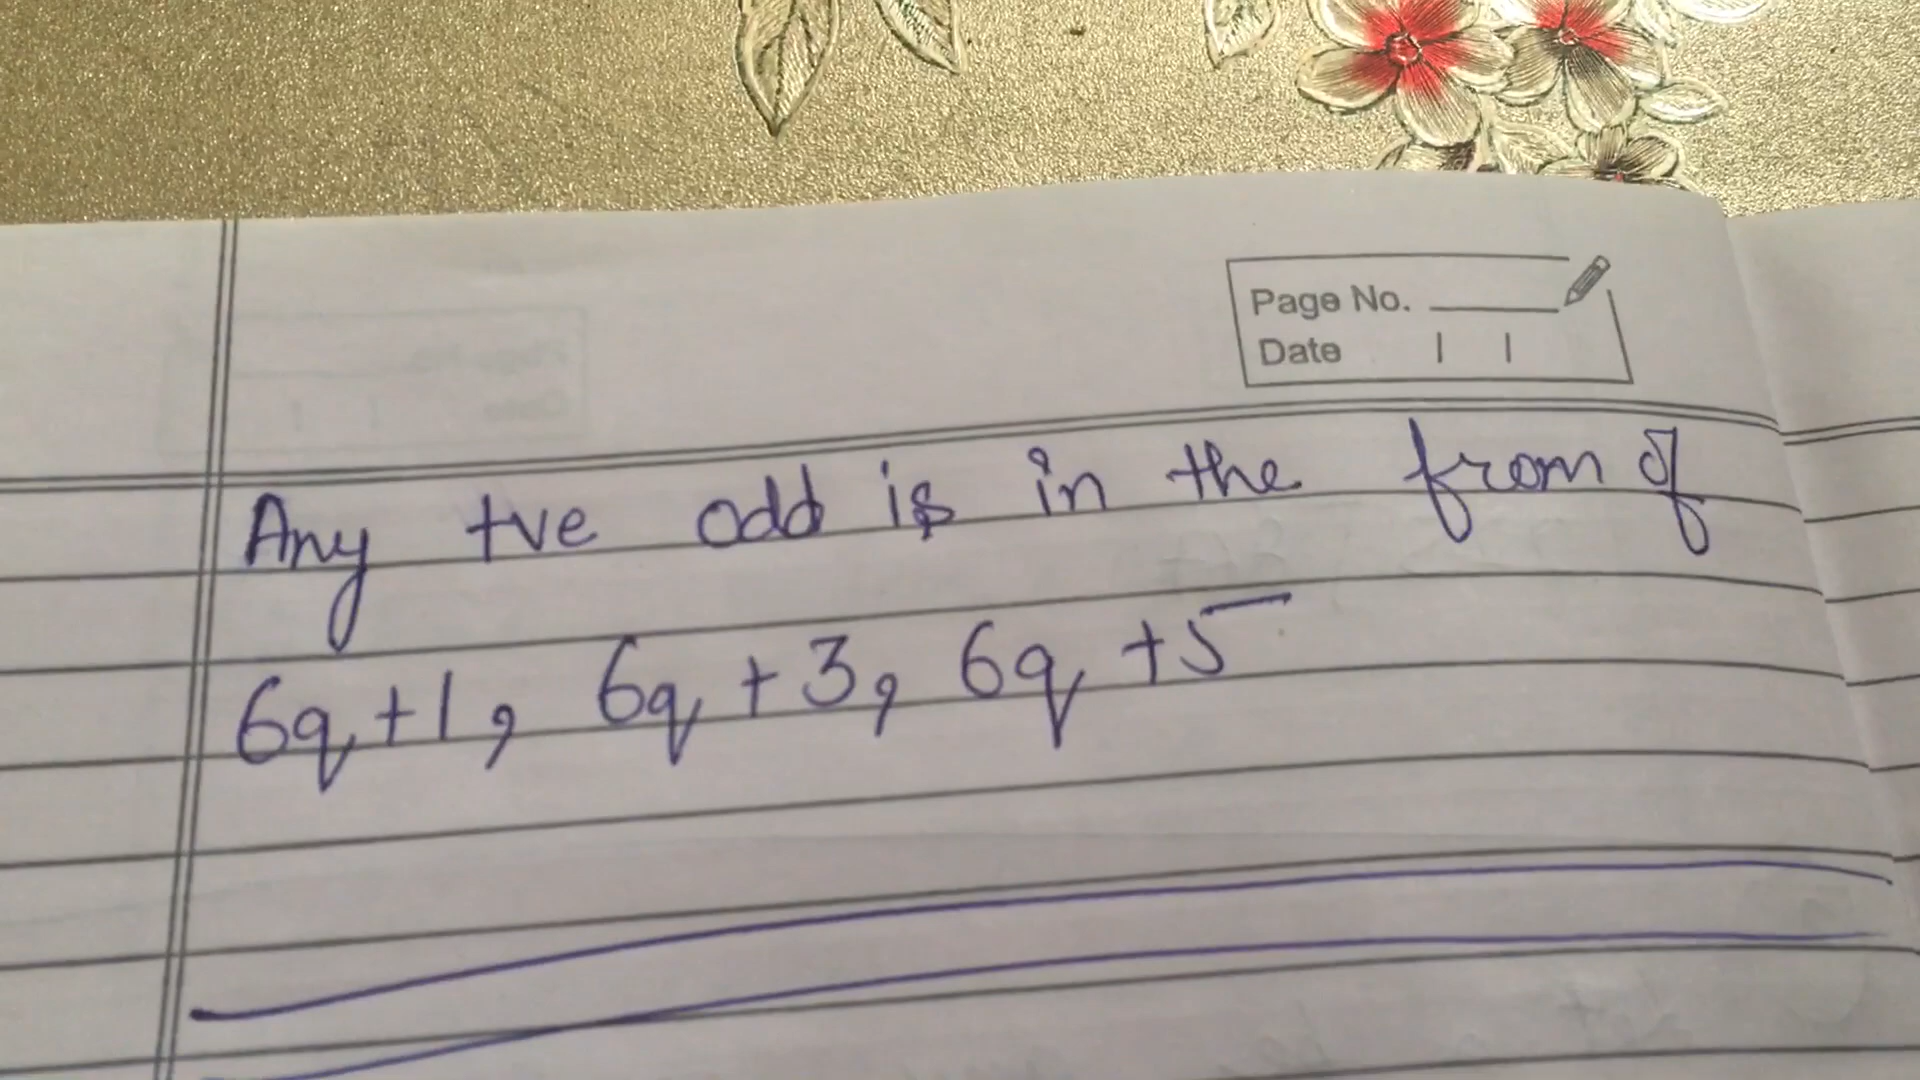 Page No.
Date
Any +ve odd is in the from of
6q+1, 6q+3, 6q+5